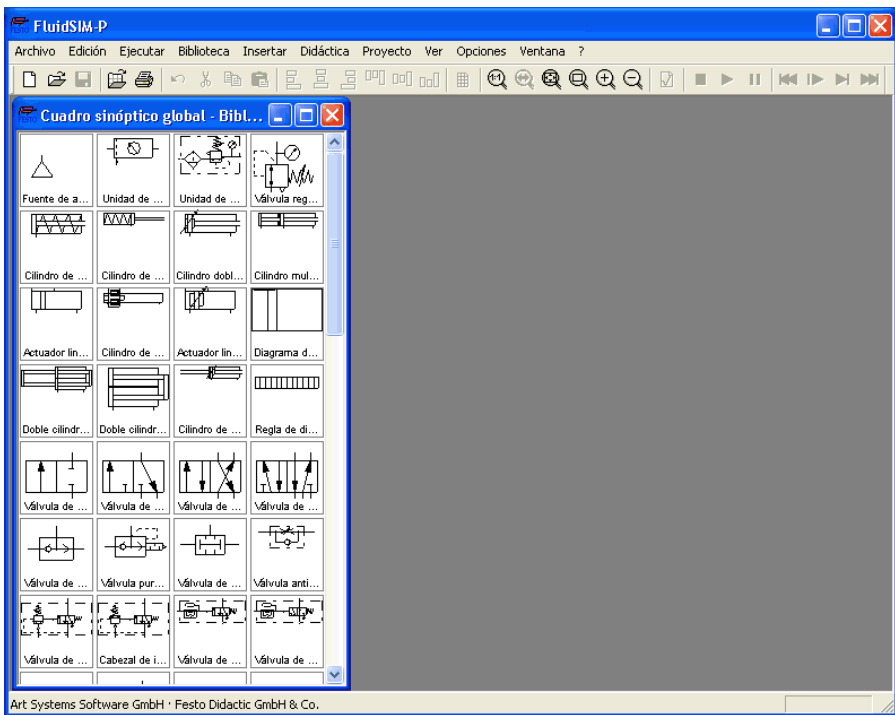 FluidSIM-P
Archivo Edición Ejecutar Biblioteca Insertar Didáctica Proyecto Ver Opciones Ventana ?
1:1
FESTO Cuadro sinóptico global - Bibl...
Fuente de a... Unidad de ... Unidad de ... Válvula reg...
Cilindro de ... Cilindro de ... Cilindro dobl... Cilindro mul...
Actuador lin... Cilindro de ... Actuador lin... Diagrama d...
Doble cilindr... Doble cilindr... Cilindro de ... Regla de di...
Válvula de ... Válvula de ... Válvula de ... Válvula de ...
Válvula de ... Válvula pur... Válvula de ... Válvula anti...
Válvula de ... Cabezal de i... Válvula de ... Válvula de ...
Art Systems Software GmbH · Festo Didactic GmbH & Co.